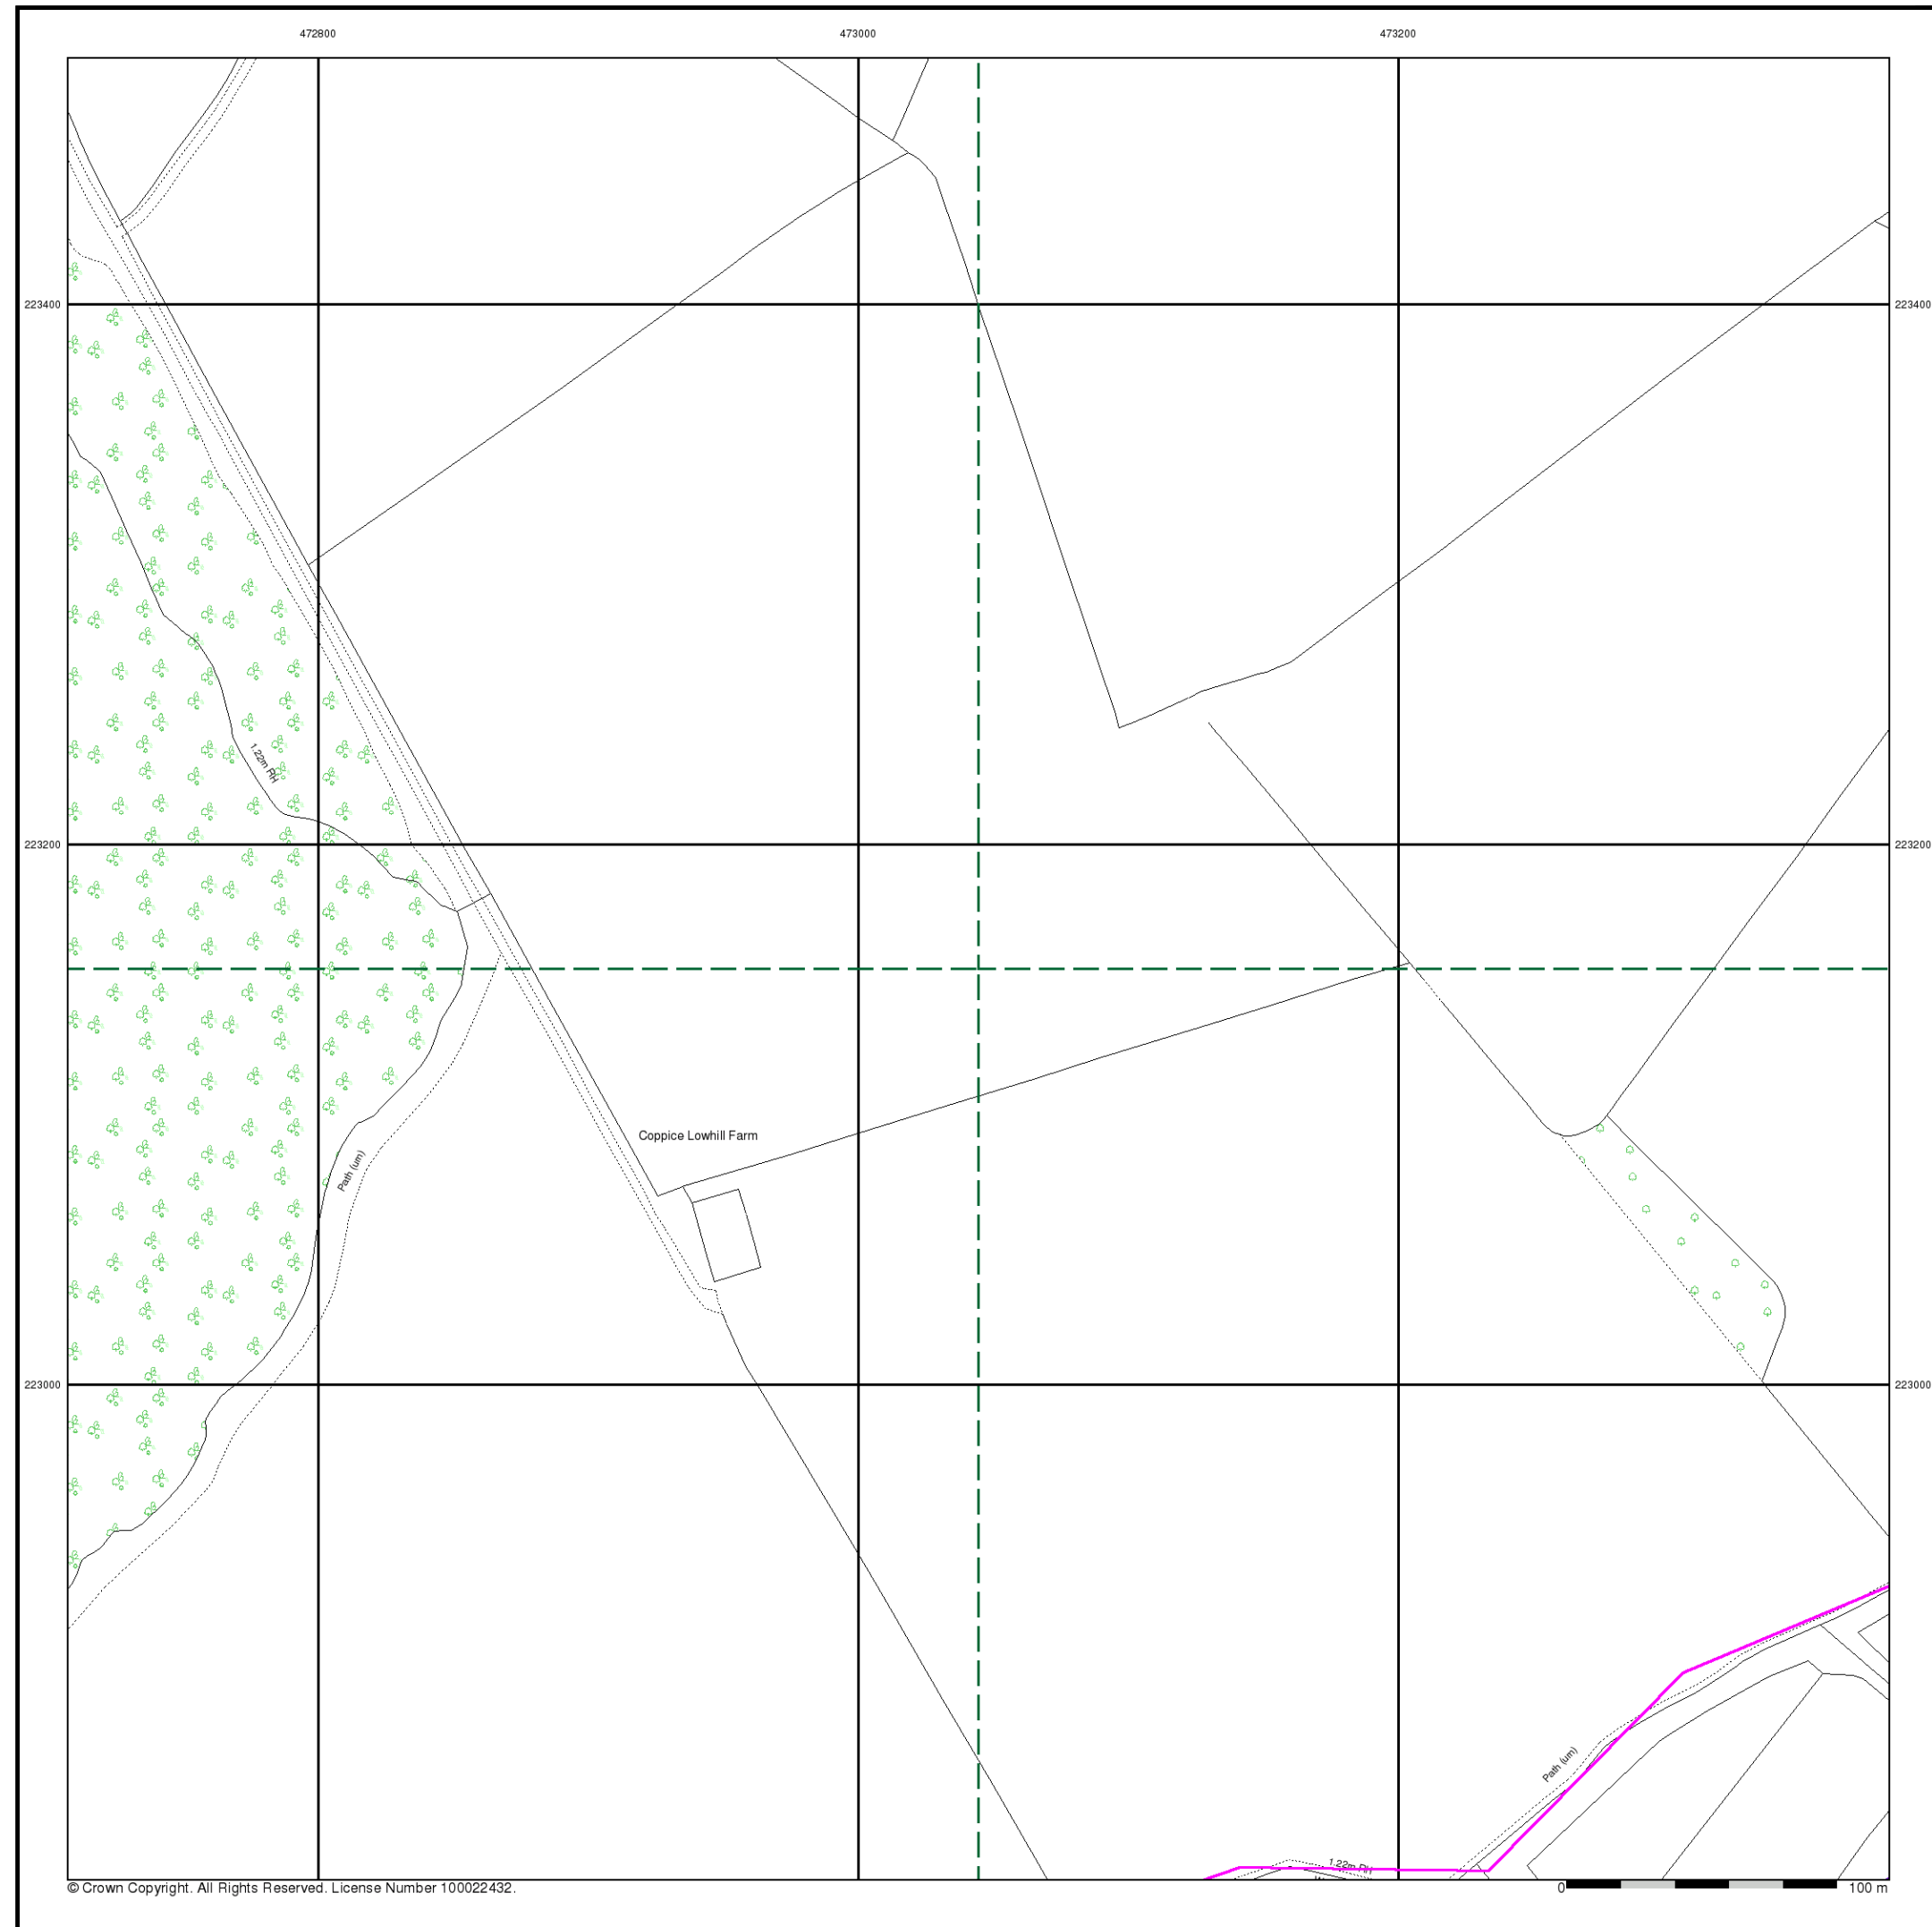 472800 473000 473200
223400 223400
1.22m RH
223200 223200
Coppice Lowhill Farm
Path (um)
223000 223000
Path (um)
1.22m RH
© Crown Copyright. All Rights Reserved. License Number 100022432.
0 100 m